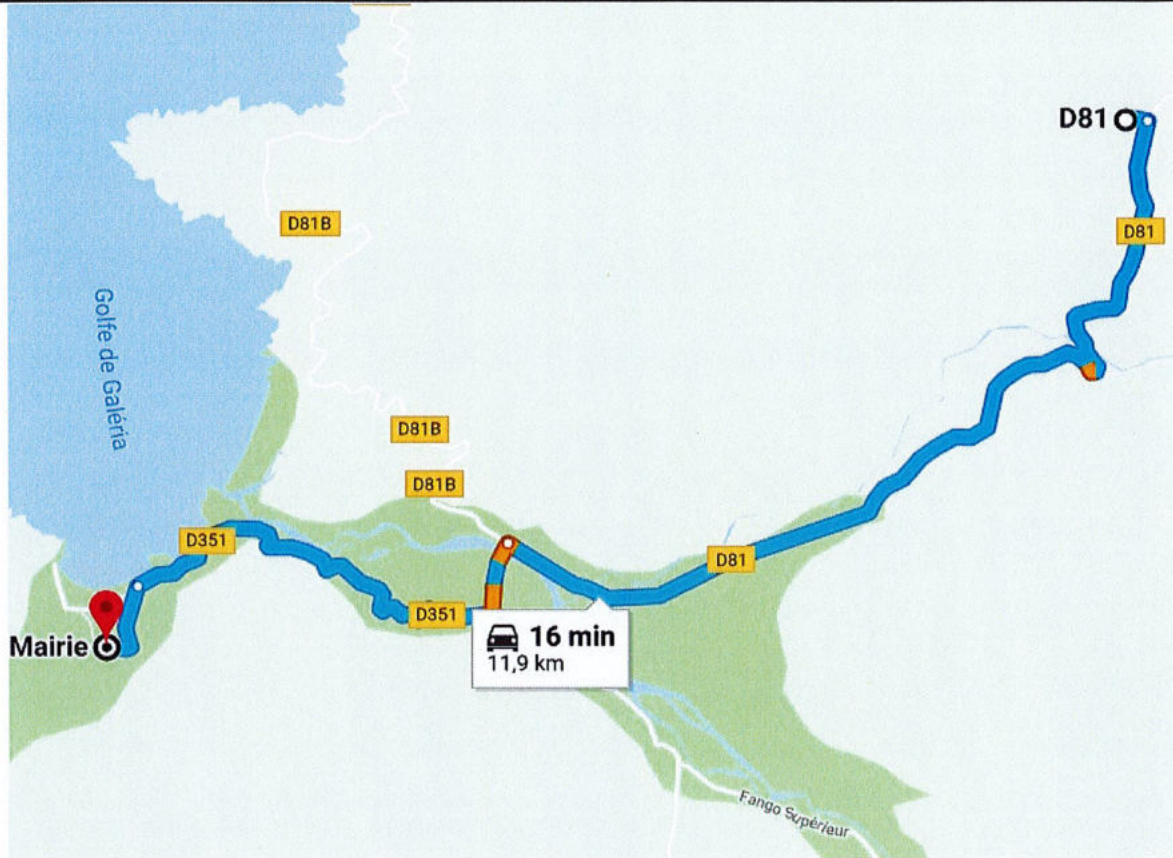 D81
D81B
D81
Golfe de Galéria
D81B
D81B
D351
D81
D351
16 min
11,9 km
Mairie
Fango Supérieur